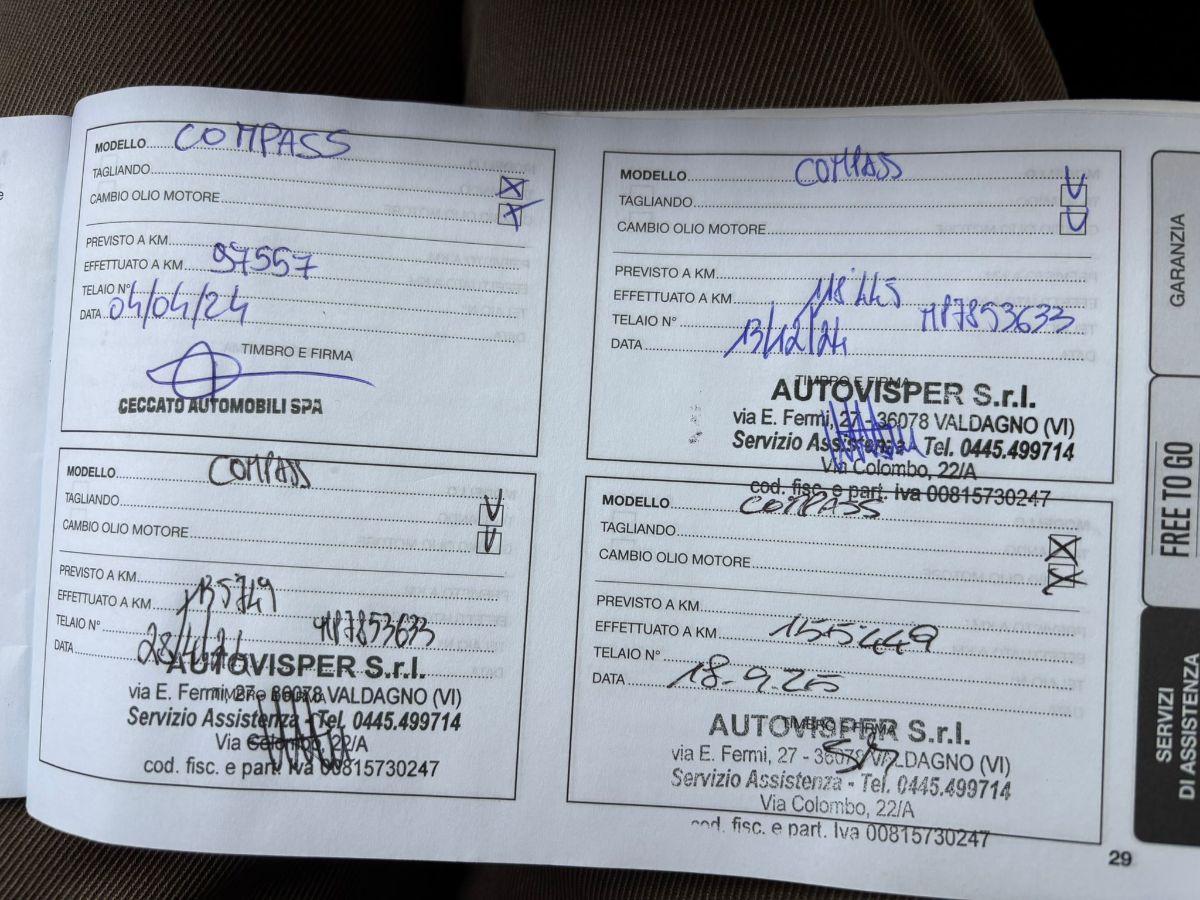 MODELLO COMPASS
TAGLIANDO
CAMBIO OLIO MOTORE
PREVISTO A KM
EFFETTUATO A KM 97557
TELAIO N°
DATA 04/04/24
TIMBRO E FIRMA
CECCATO AUTOMOBILI SPA
MODELLO COMPASS
TAGLIANDO
CAMBIO OLIO MOTORE
PREVISTO A KM
EFFETTUATO A KM 118'445
TELAIO N° MP7853633
DATA 13/12/24
TIMBRO E FIRMA
AUTOVISPER S.r.l.
via E. Fermi, 27 - 36078 VALDAGNO (VI)
Servizio Assistenza - Tel. 0445.499714
Via Colombo, 22/A
cod. fisc. e part. Iva 00815730247
MODELLO COMPASS
TAGLIANDO
CAMBIO OLIO MOTORE
PREVISTO A KM
EFFETTUATO A KM 135749
TELAIO N° MP7853633
DATA
TIMBRO E FIRMA
AUTOVISPER S.r.l.
via E. Fermi, 27 - 36078 VALDAGNO (VI)
Servizio Assistenza - Tel. 0445.499714
Via Colombo, 22/A
cod. fisc. e part. Iva 00815730247
MODELLO COMPASS
TAGLIANDO
CAMBIO OLIO MOTORE
PREVISTO A KM
EFFETTUATO A KM 155449
TELAIO N°
DATA 18.9.25
TIMBRO E FIRMA
AUTOVISPER S.r.l.
via E. Fermi, 27 - 36078 VALDAGNO (VI)
Servizio Assistenza - Tel. 0445.499714
Via Colombo, 22/A
cod. fisc. e part. Iva 00815730247
29
GARANZIA
FREE TO GO
SERVIZI
DI ASSISTENZA